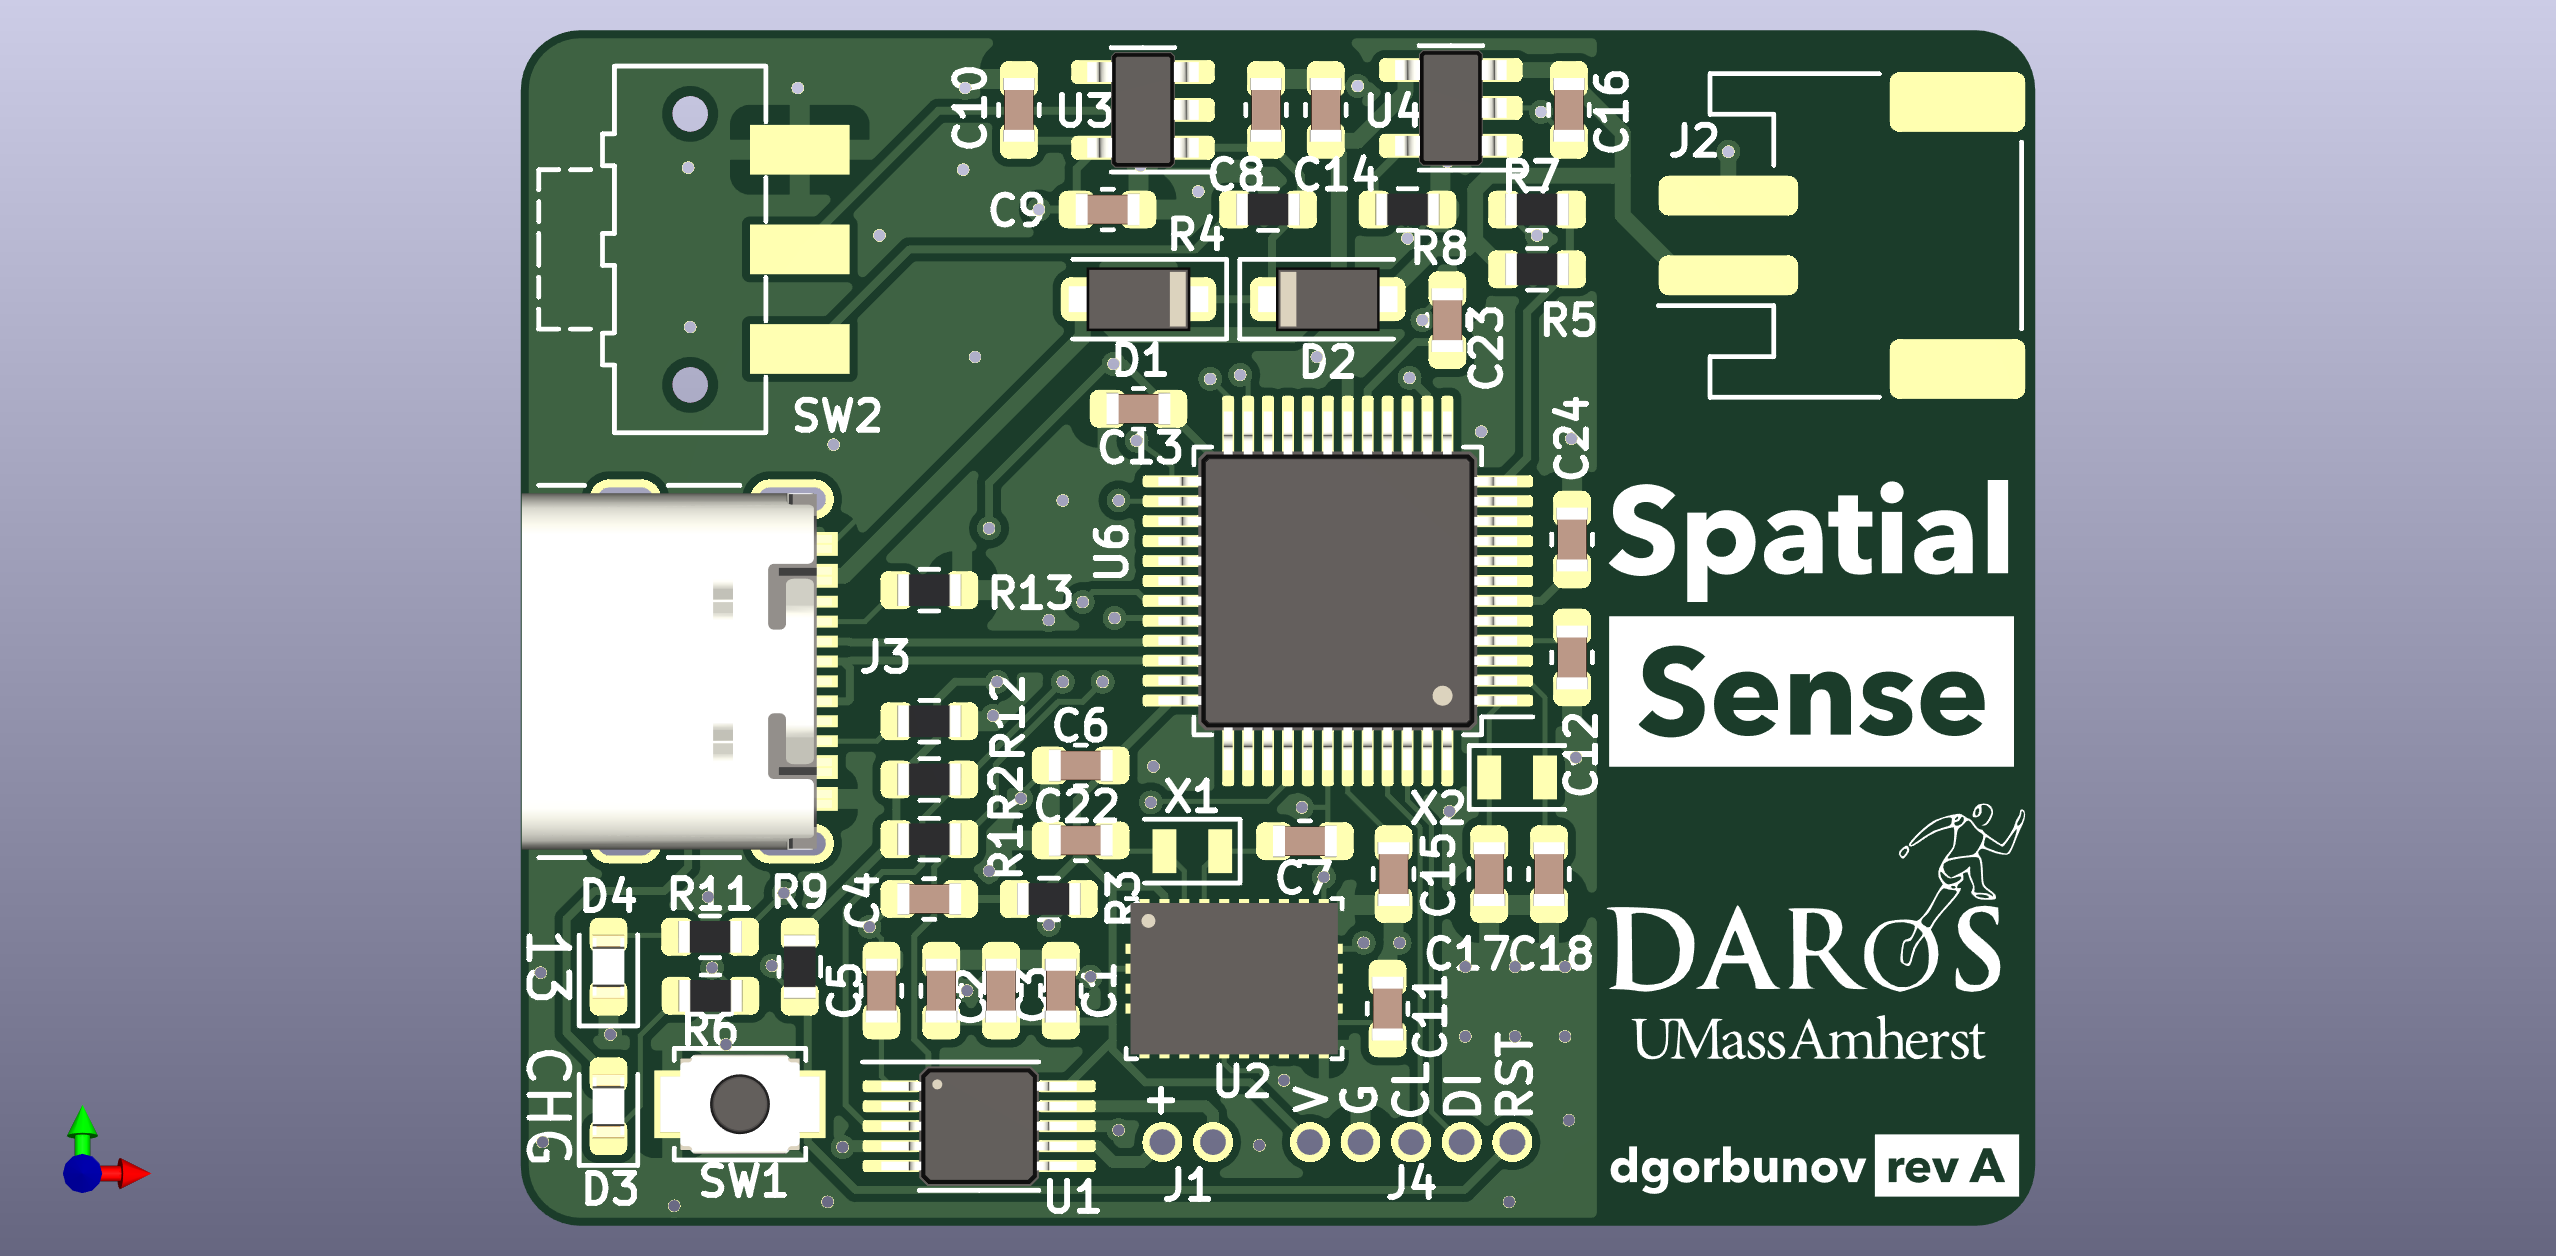 C10
U3
U4
C16
J2
C8
C14
R7
C9
R4
R8
R5
D1
D2
C23
SW2
C13
C24
U6
Spatial
R13
J3
Sense
R12
C6
C12
R2
C22
X1
X2
R1
C7
C15
D4
R11
R9
C4
R3
13
C17
C18
DAROS
C5
C2
C3
C1
C11
R6
UMassAmherst
CHG
U2
+
V
G
CL
DI
RST
D3
SW1
U1
J1
J4
dgorbunov rev A